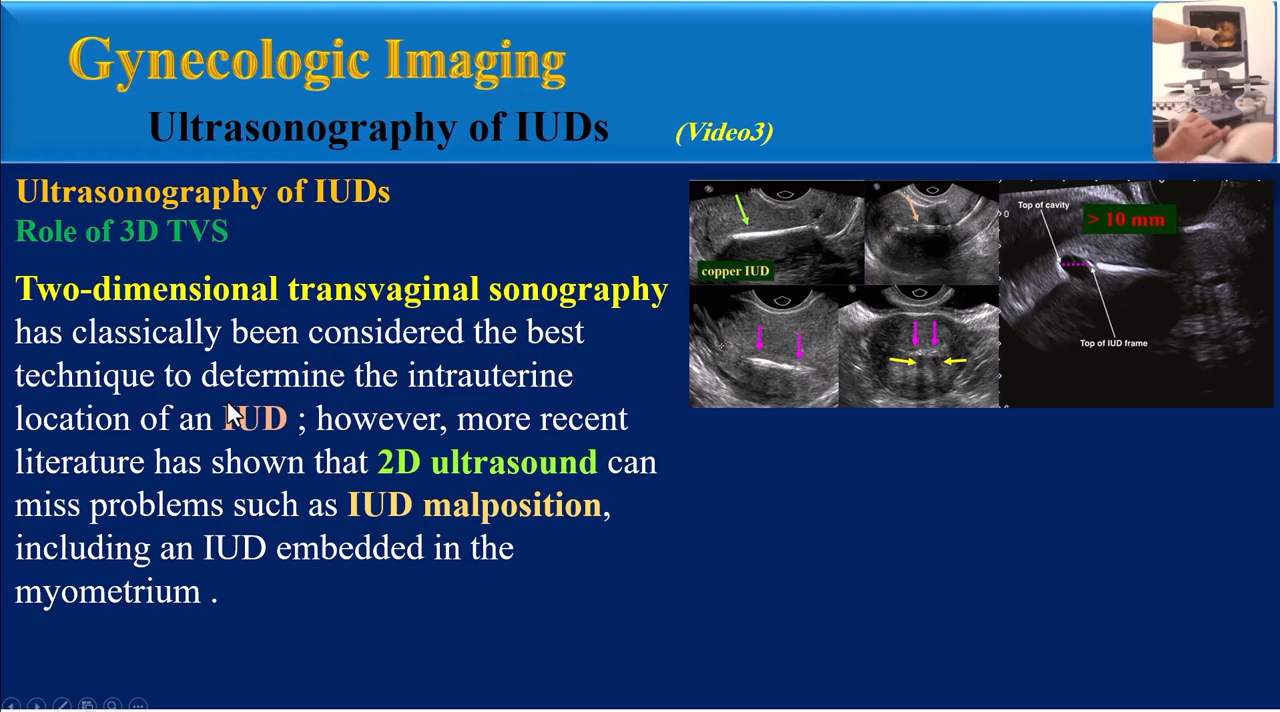 Gynecologic Imaging
Ultrasonography of IUDs
(Video3)
Ultrasonography of IUDs
Role of 3D TVS
Two-dimensional transvaginal sonography
has classically been considered the best
technique to determine the intrauterine
location of an IUD ; however, more recent
literature has shown that 2D ultrasound can
miss problems such as IUD malposition,
including an IUD embedded in the
myometrium .
copper IUD
Top of cavity
> 10 mm
Top of IUD frame
0